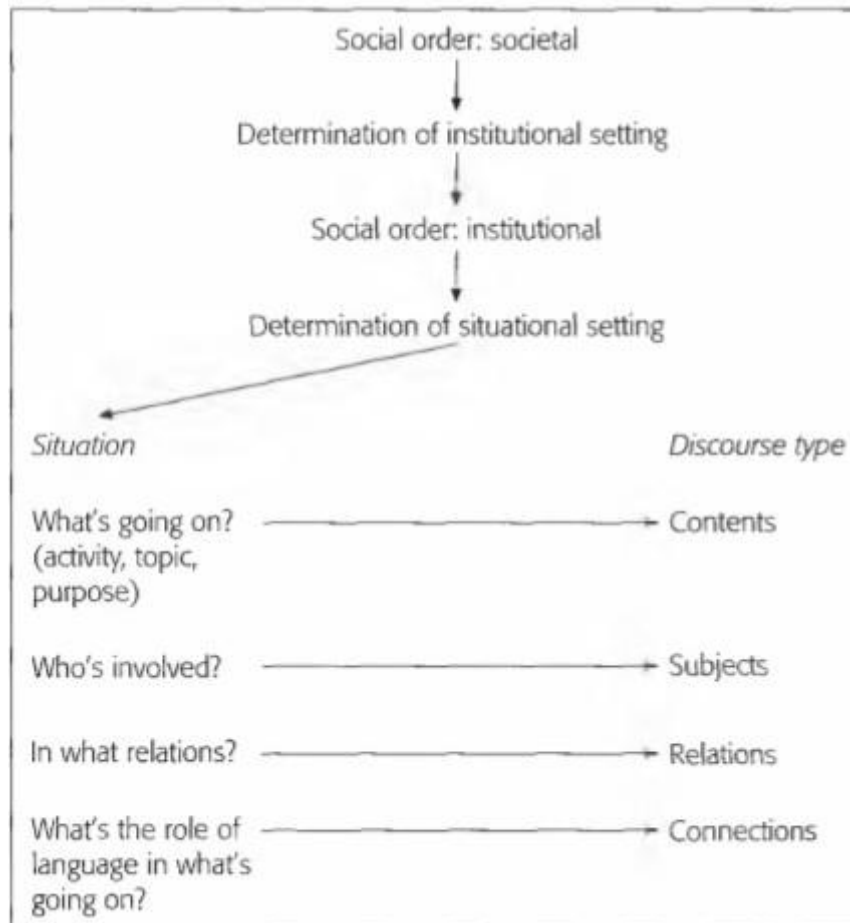 Social order: societal
Determination of institutional setting
Social order: institutional
Determination of situational setting
Situation
Discourse type
What's going on?
(activity, topic,
purpose)
Contents
Who's involved?
Subjects
In what relations?
Relations
What's the role of
language in what's
going on?
Connections